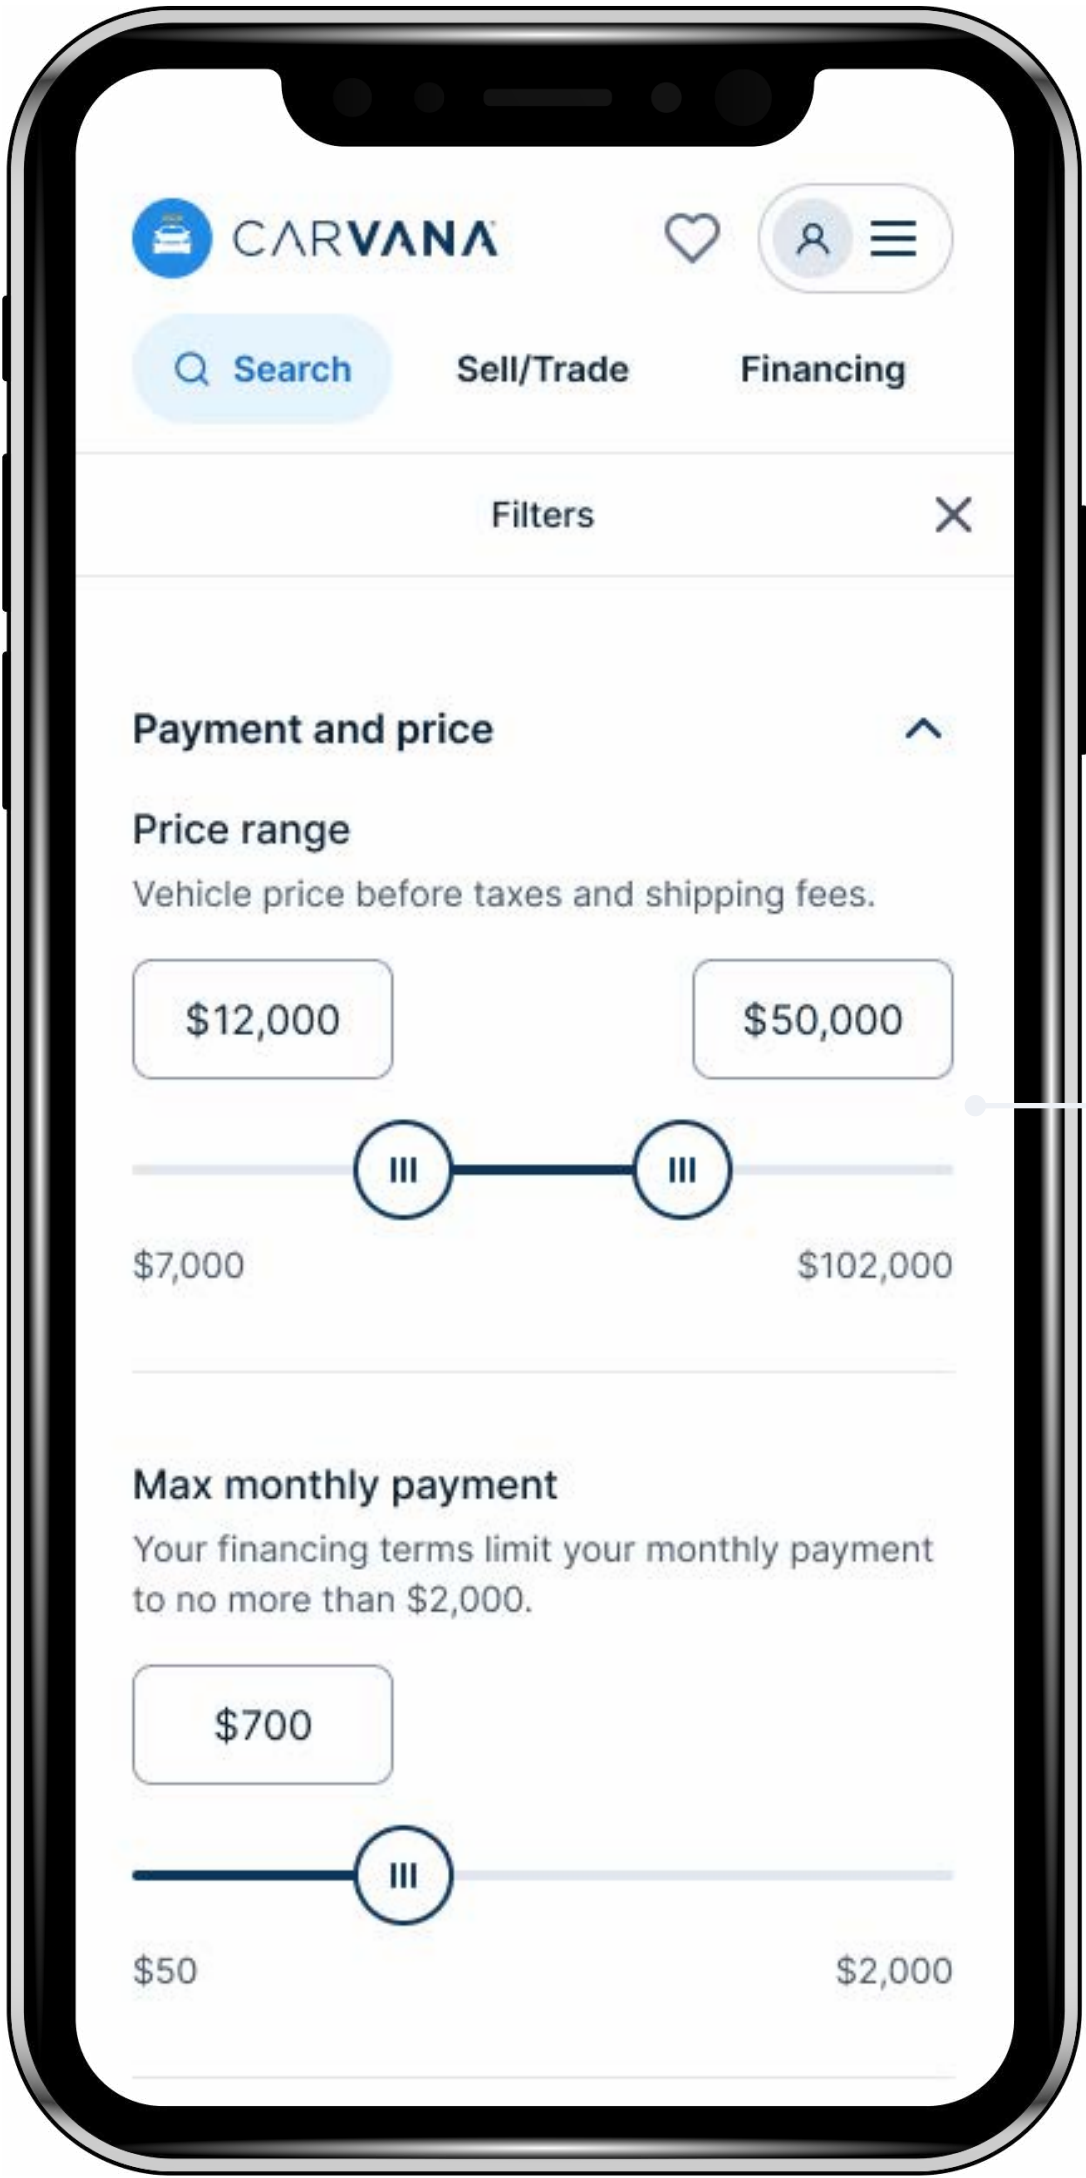 CARVANA
Search Sell/Trade Financing
Filters
Payment and price
Price range
Vehicle price before taxes and shipping fees.
$12,000 $50,000
$7,000 $102,000
Max monthly payment
Your financing terms limit your monthly payment
to no more than $2,000.
$700
$50 $2,000